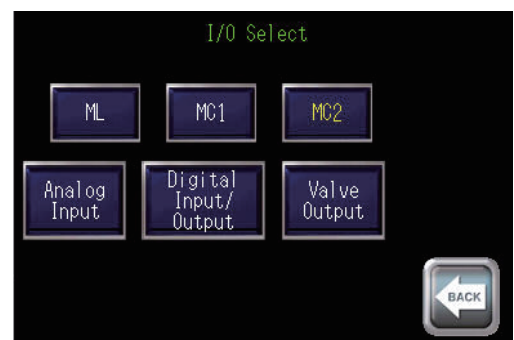 I/O Select
ML
MC1
MC2
Analog
Input
Digital
Input/
Output
Valve
Output
BACK